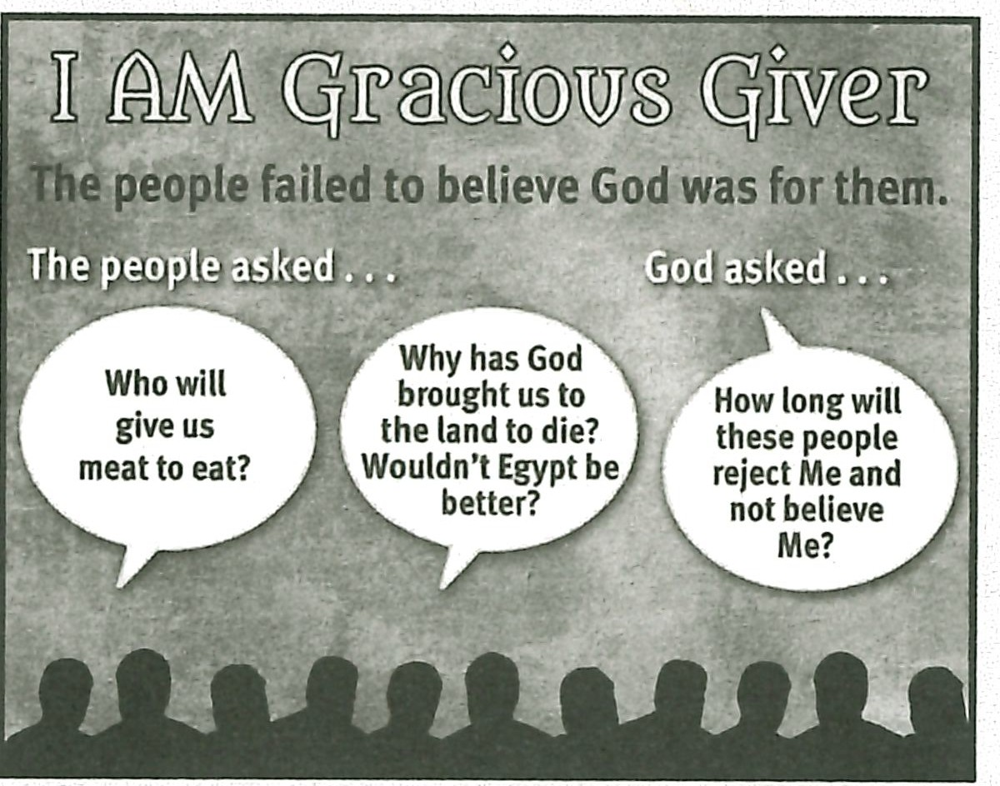 I AM Gracious Giver
The people failed to believe God was for them.
The people asked . . .
Who will
give us
meat to eat?
Why has God
brought us to
the land to die?
Wouldn't Egypt be
better?
God asked . . .
How long will
these people
reject Me and
not believe
Me?